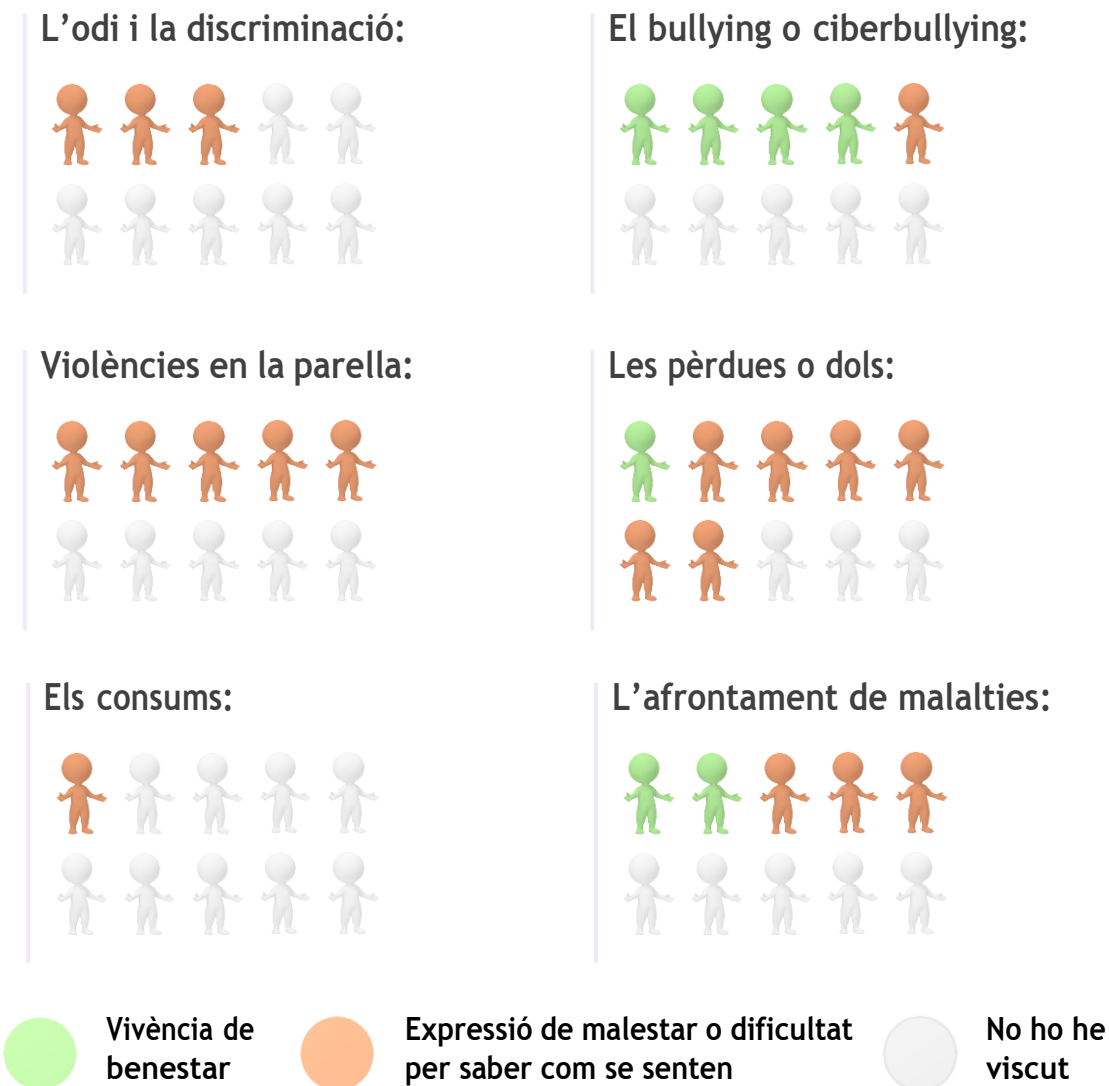 L’odi i la discriminació:
El bullying o ciberbullying:
Violències en la parella:
Les pèrdues o dols:
Els consums:
L’afrontament de malalties:
Vivència de
benestar
Expressió de malestar o dificultat
per saber com se senten
No ho he
viscut